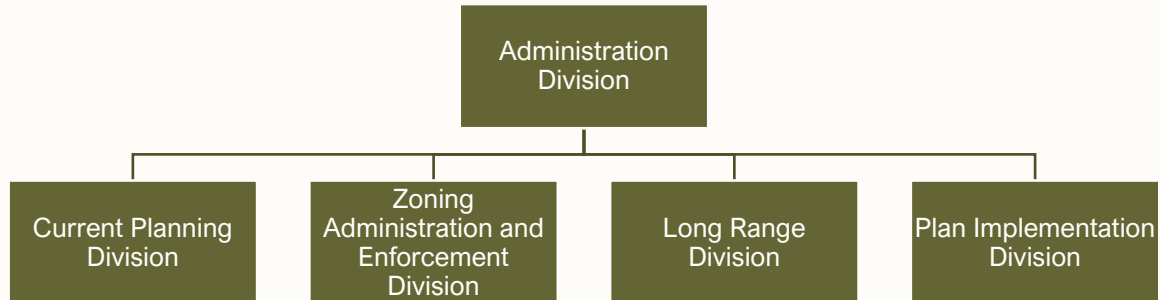 Administration
Division
Current Planning
Division
Zoning
Administration and
Enforcement
Division
Long Range
Division
Plan Implementation
Division